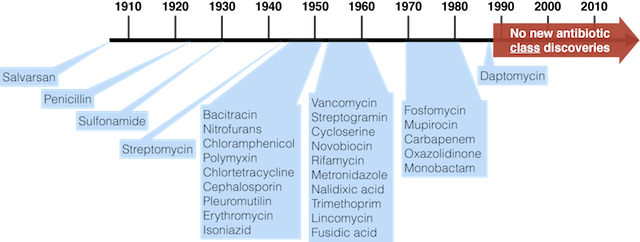 1910 1920 1930 1940 1950 1960 1970 1980 1990 2000 2010
No new antibiotic
class discoveries
Salvarsan
Penicillin
Sulfonamide
Streptomycin
Bacitracin
Nitrofurans
Chloramphenicol
Polymyxin
Chlortetracycline
Cephalosporin
Pleuromutilin
Erythromycin
Isoniazid
Vancomycin
Streptogramin
Cycloserine
Novobiocin
Rifamycin
Metronidazole
Nalidixic acid
Trimethoprim
Lincomycin
Fusidic acid
Fosfomycin
Mupirocin
Carbapenem
Oxazolidinone
Monobactam
Daptomycin